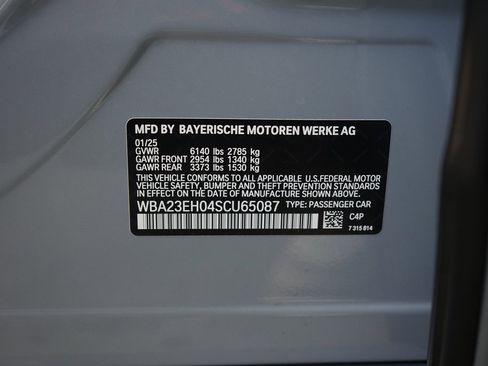 MFD BY BAYERISCHE MOTOREN WERKE AG
01/25
GVWR 6140 lbs 2785 kg
GAWR FRONT 2954 lbs 1340 kg
GAWR REAR 3373 lbs 1530 kg
THIS VEHICLE CONFORMS TO ALL
APPLICABLE U.S.FEDERAL MOTOR
VEHICLE SAFETY, BUMPER AND THEFT
PREVENTION STANDARDS IN EFFECT ON
THE DATE OF MANUFACTURE SHOWN ABOVE.
WBA23EH04SCU65087 TYPE: PASSENGER CAR
C4P
7 315 614